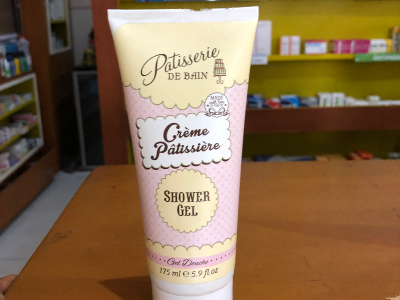 Patisserie
DE BAIN
Crème
Pâtissière
SHOWER
GEL
Gel Douche
175 ml ℮ 5.9 fl.oz